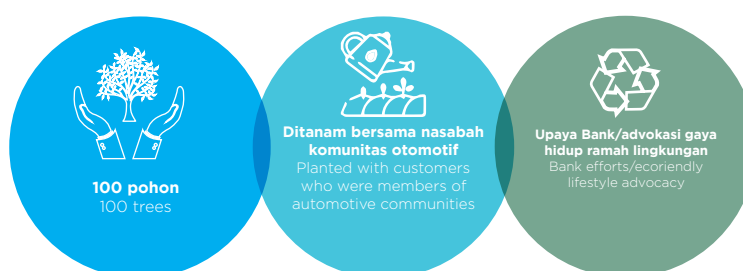 100 pohon
100 trees
Ditanam bersama nasabah
komunitas otomotif
Planted with customers
who were members of
automotive communities
Upaya Bank/advokasi gaya
hidup ramah lingkungan
Bank efforts/ecoriendly
lifestyle advocacy